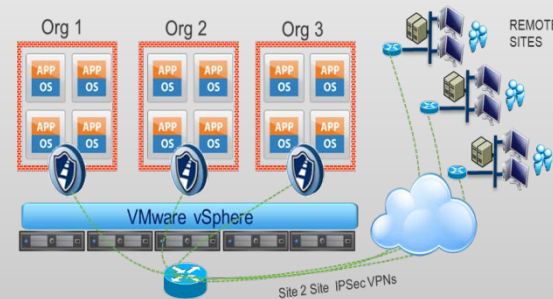 Org 1
Org 2
Org 3
REMOTE
SITES
APP
OS
APP
OS
APP
OS
APP
OS
APP
OS
APP
OS
APP
OS
APP
OS
APP
OS
APP
OS
APP
OS
APP
OS
VMware vSphere
Site 2 Site IPSec VPNs